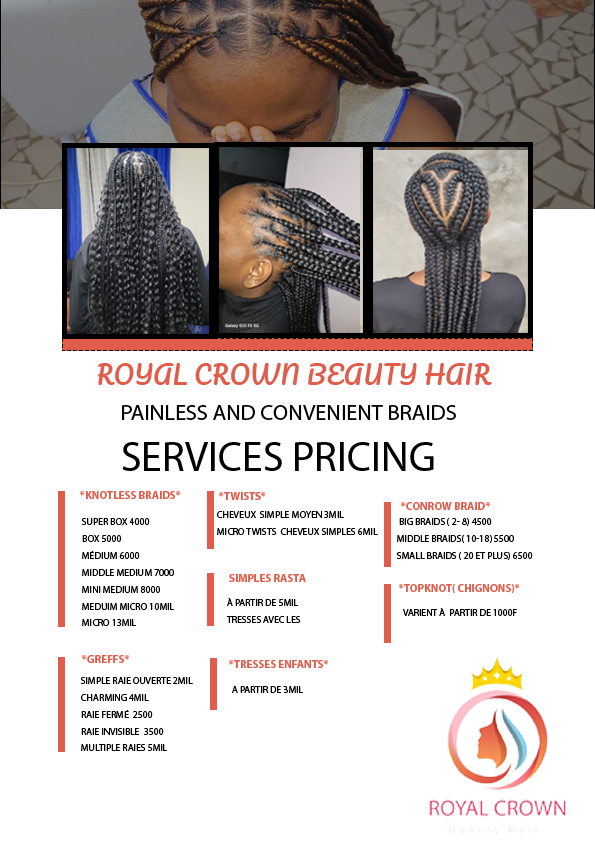 Galaxy S20 FE 5G
ROYAL CROWN BEAUTY HAIR
PAINLESS AND CONVENIENT BRAIDS
SERVICES PRICING
*KNOTLESS BRAIDS*
SUPER BOX 4000
BOX 5000
MÉDIUM 6000
MIDDLE MEDIUM 7000
MINI MEDIUM 8000
MEDUIM MICRO 10MIL
MICRO 13MIL
*GREFFS*
SIMPLE RAIE OUVERTE 2MIL
CHARMING 4MIL
RAIE FERMÉ 2500
RAIE INVISIBLE 3500
MULTIPLE RAIES 5MIL
*TWISTS*
CHEVEUX SIMPLE MOYEN 3MIL
MICRO TWISTS CHEVEUX SIMPLES 6MIL
SIMPLES RASTA
À PARTIR DE 5MIL
TRESSES AVEC LES
*TRESSES ENFANTS*
A PARTIR DE 3MIL
*CONROW BRAID*
BIG BRAIDS ( 2- 8) 4500
MIDDLE BRAIDS( 10-18) 5500
SMALL BRAIDS ( 20 ET PLUS) 6500
*TOPKNOT( CHIGNONS)*
VARIENT À PARTIR DE 1000F
ROYAL CROWN
Beauty Hair